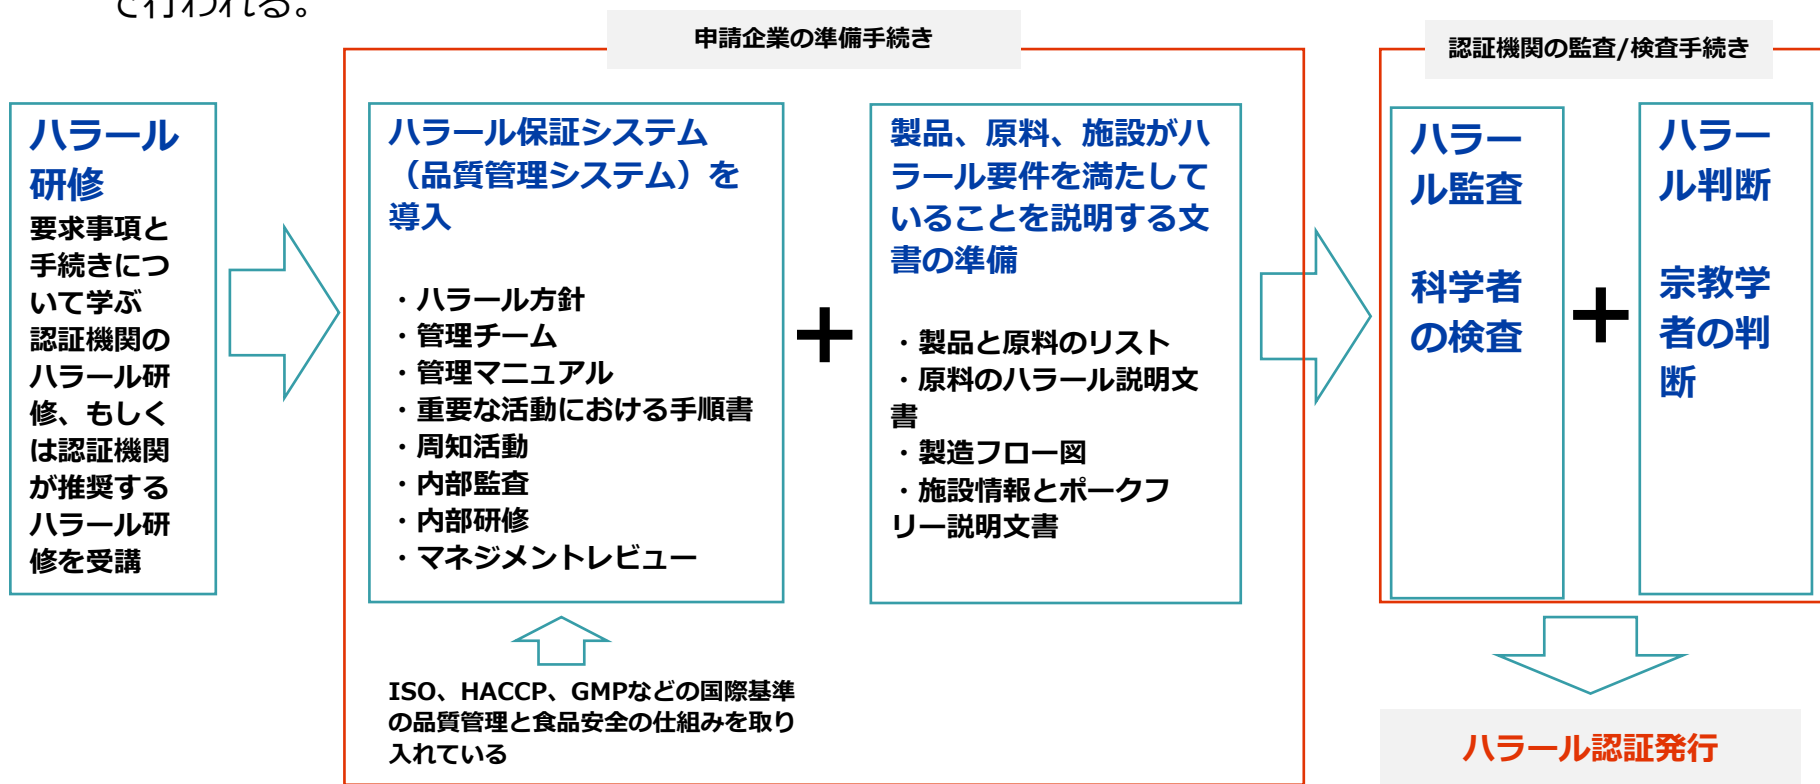 で行われる。
申請企業の準備手続き
認証機関の監査/検査手続き
ハラール
研修
要求事項と
手続きにつ
いて学ぶ
認証機関の
ハラール研
修、もしく
は認証機関
が推奨する
ハラール研
修を受講
ハラール保証システム
（品質管理システム）を
導入
・ハラール方針
・管理チーム
・管理マニュアル
・重要な活動における手順書
・周知活動
・内部監査
・内部研修
・マネジメントレビュー
ISO、HACCP、GMPなどの国際基準
の品質管理と食品安全の仕組みを取り
入れている
+
製品、原料、施設がハ
ラール要件を満たして
いることを説明する文
書の準備
・製品と原料のリスト
・原料のハラール説明文
書
・製造フロー図
・施設情報とポークフ
リー説明文書
ハラー
ル監査
科学者
の検査
+
ハラー
ル判断
宗教学
者の判
断
ハラール認証発行